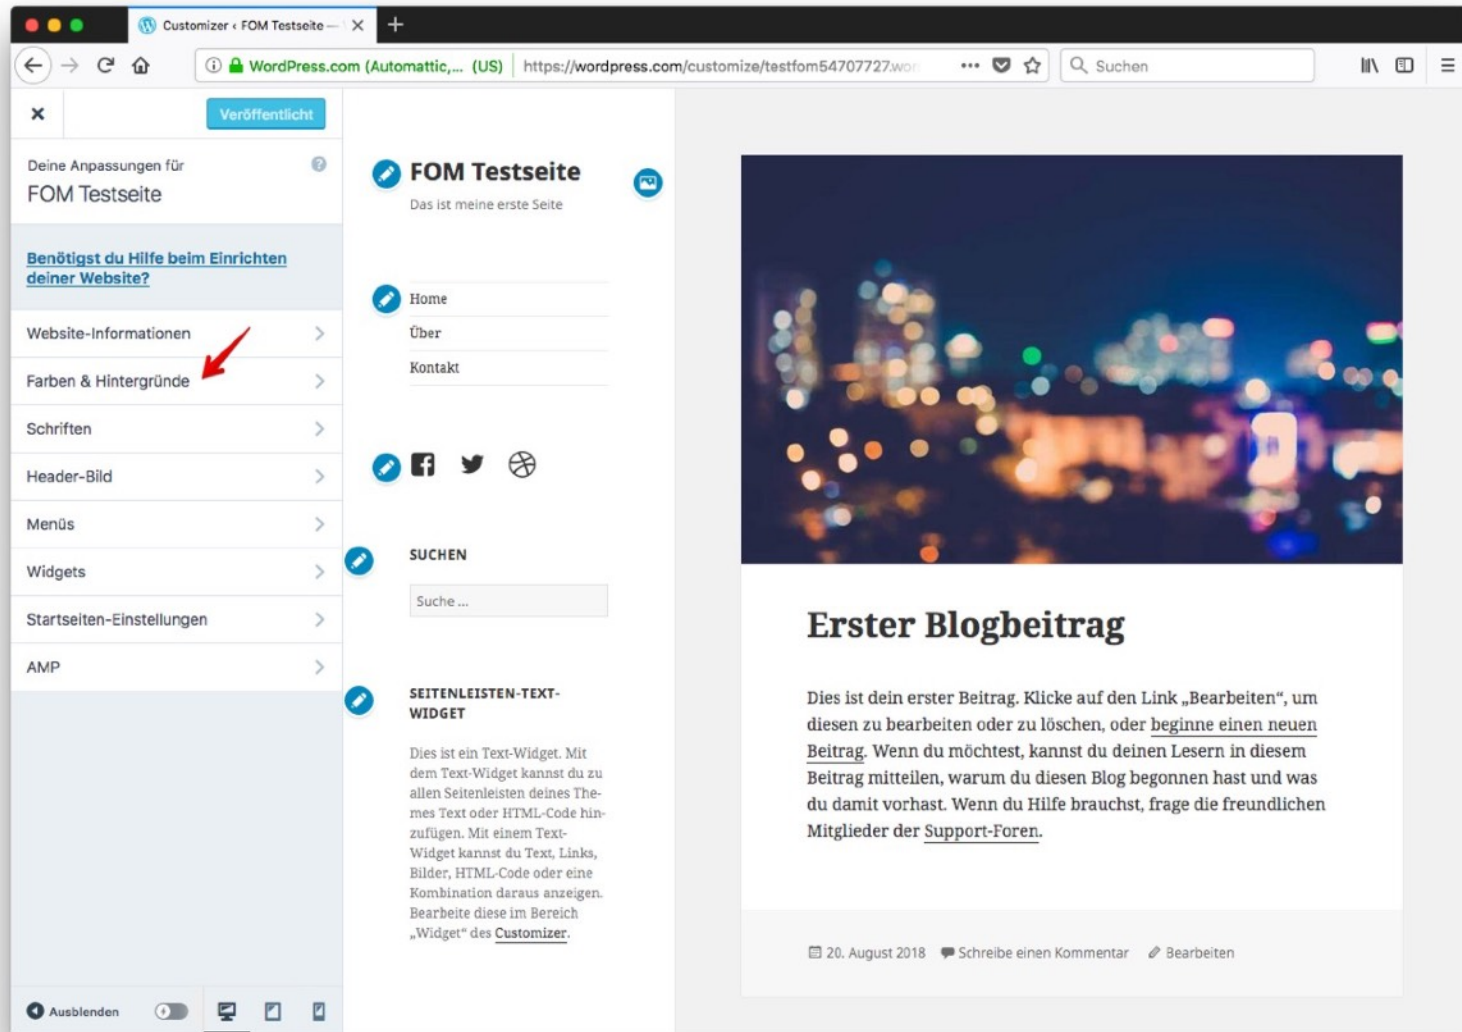 Customizer ‹ FOM Testseite —
WordPress.com (Automattic,... (US)
https://wordpress.com/customize/testfom54707727.wor
Suchen
Veröffentlicht
Deine Anpassungen für
FOM Testseite
Benötigst du Hilfe beim Einrichten
deiner Website?
Website-Informationen
Farben & Hintergründe
Schriften
Header-Bild
Menüs
Widgets
Startseiten-Einstellungen
AMP
Ausblenden
FOM Testseite
Das ist meine erste Seite
Home
Über
Kontakt
SUCHEN
Suche ...
SEITENLEISTEN-TEXT-
WIDGET
Dies ist ein Text-Widget. Mit
dem Text-Widget kannst du zu
allen Seitenleisten deines The-
mes Text oder HTML-Code hin-
zufügen. Mit einem Text-
Widget kannst du Text, Links,
Bilder, HTML-Code oder eine
Kombination daraus anzeigen.
Bearbeite diese im Bereich
„Widget“ des Customizer.
Erster Blogbeitrag
Dies ist dein erster Beitrag. Klicke auf den Link „Bearbeiten“, um
diesen zu bearbeiten oder zu löschen, oder beginne einen neuen
Beitrag. Wenn du möchtest, kannst du deinen Lesern in diesem
Beitrag mitteilen, warum du diesen Blog begonnen hast und was
du damit vorhast. Wenn du Hilfe brauchst, frage die freundlichen
Mitglieder der Support-Foren.
20. August 2018 Schreibe einen Kommentar Bearbeiten